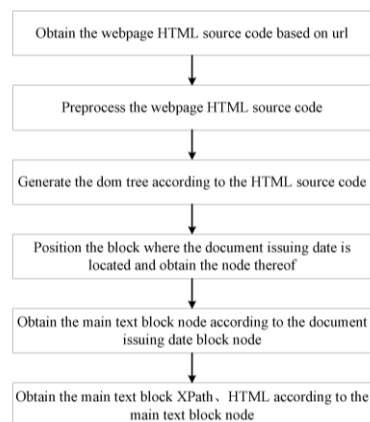 Obtain the webpage HTML source code based on url
Preprocess the webpage HTML source code
Generate the dom tree according to the HTML source code
Position the block where the document issuing date is
located and obtain the node thereof
Obtain the main text block node according to the document
issuing date block node
Obtain the main text block XPath、HTML according to the
main text block node